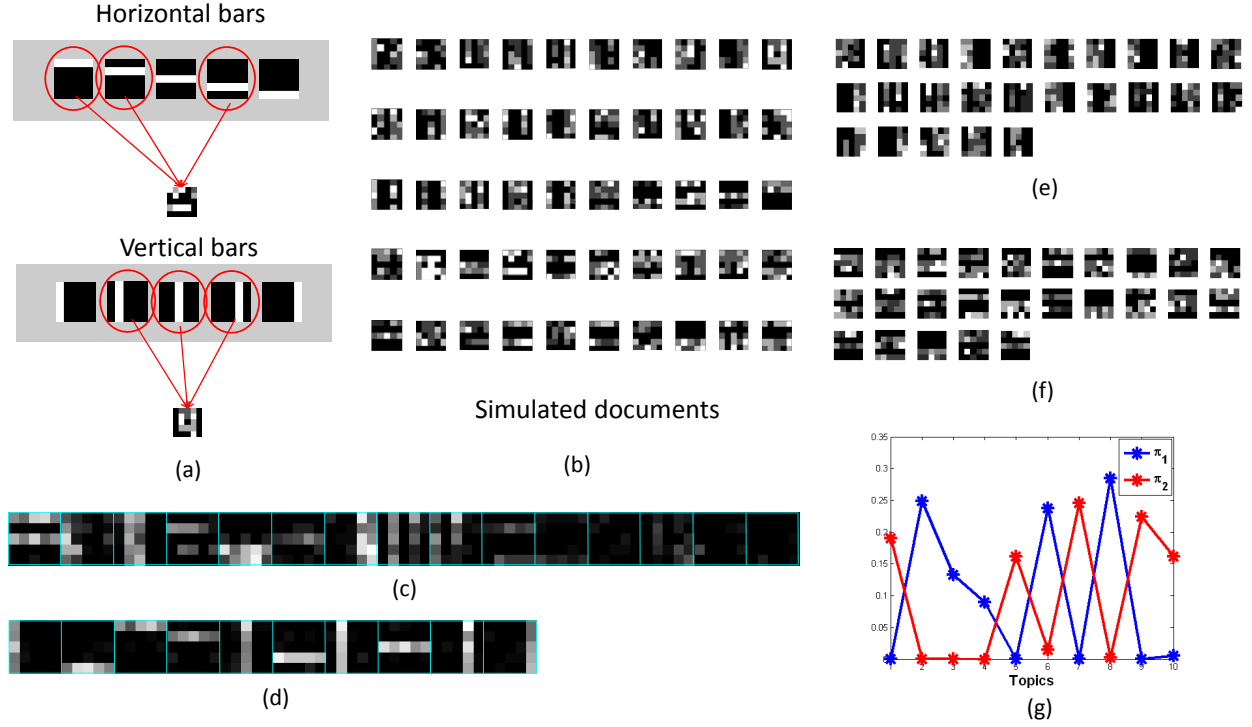 Horizontal bars
Vertical bars
(a)
Simulated documents
(b)
(c)
(d)
(e)
(f)
0.35
0.3
0.25
0.2
0.15
0.1
0.05
1 2 3 4 5 6 7 8 9 10
Topics
π1
π2
(g)